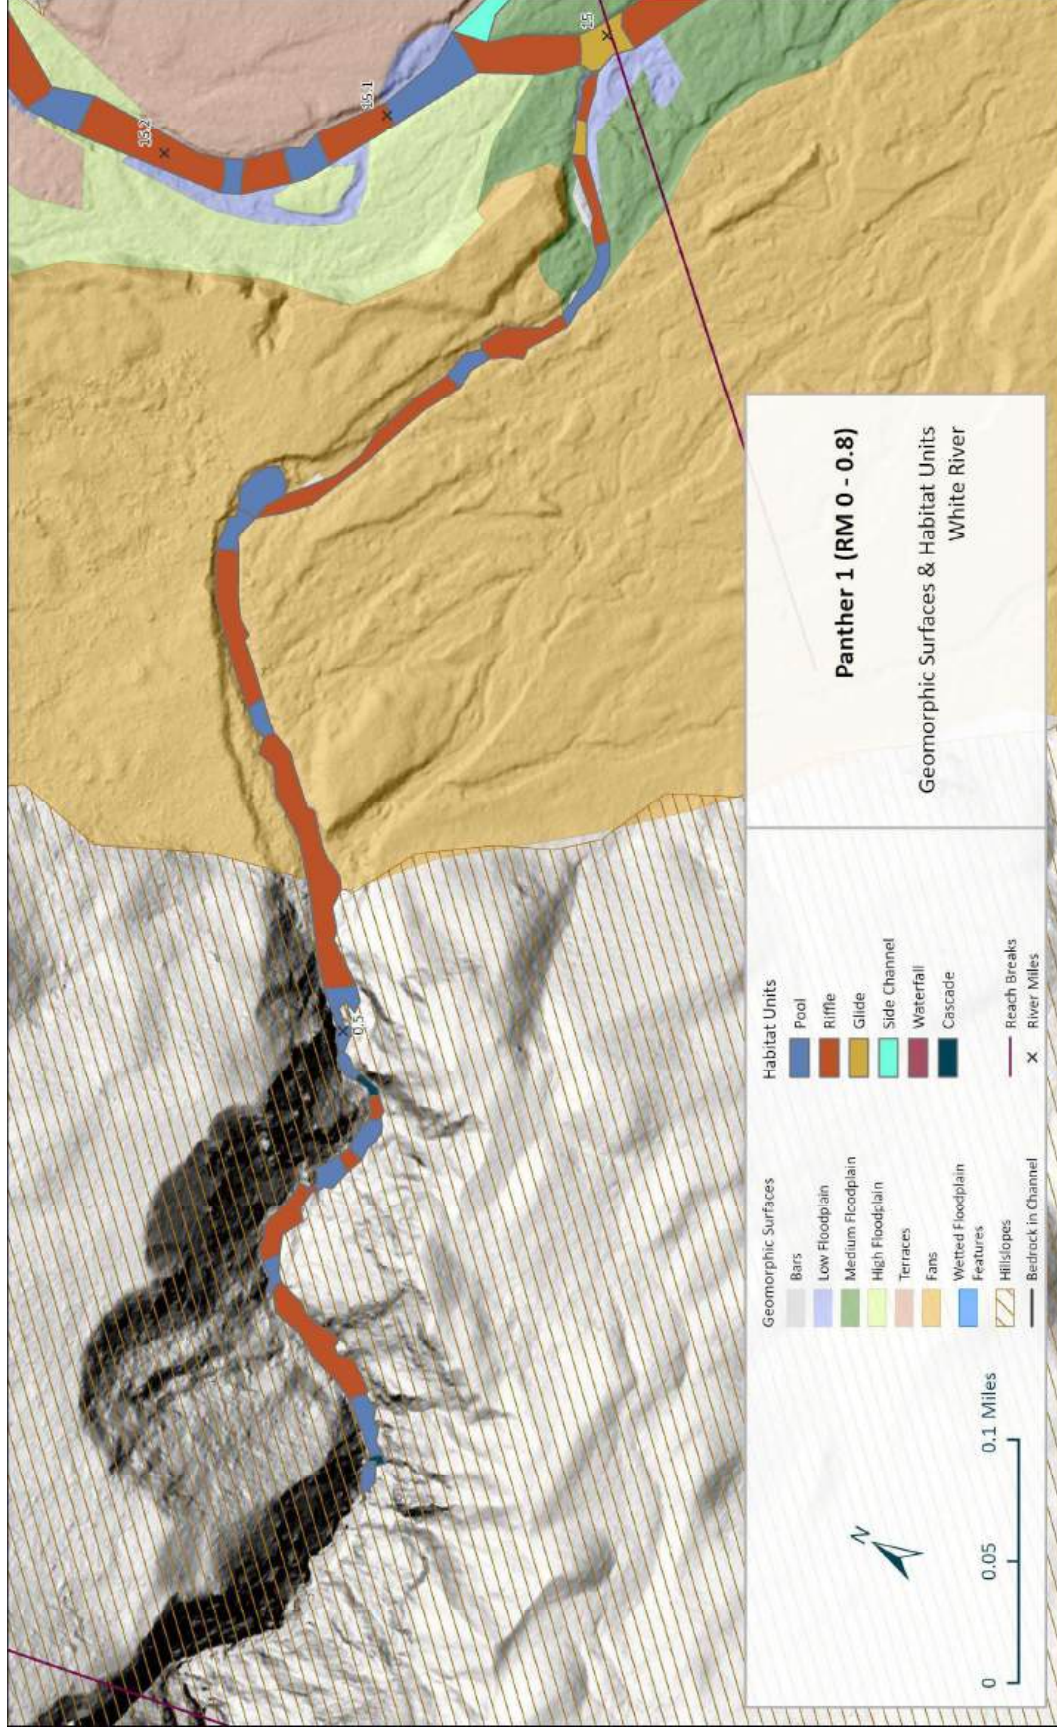 15.2
15.1
15
0.5
Panther 1 (RM 0 - 0.8)
Geomorphic Surfaces & Habitat Units
White River
Habitat Units
Pool
Riffle
Glide
Side Channel
Waterfall
Cascade
Reach Breaks
River Miles
Geomorphic Surfaces
Bars
Low Floodplain
Medium Floodplain
High Floodplain
Terraces
Fans
Wetted Floodplain
Features
Hillslopes
Bedrock in Channel
N
0
0.05
0.1 Miles